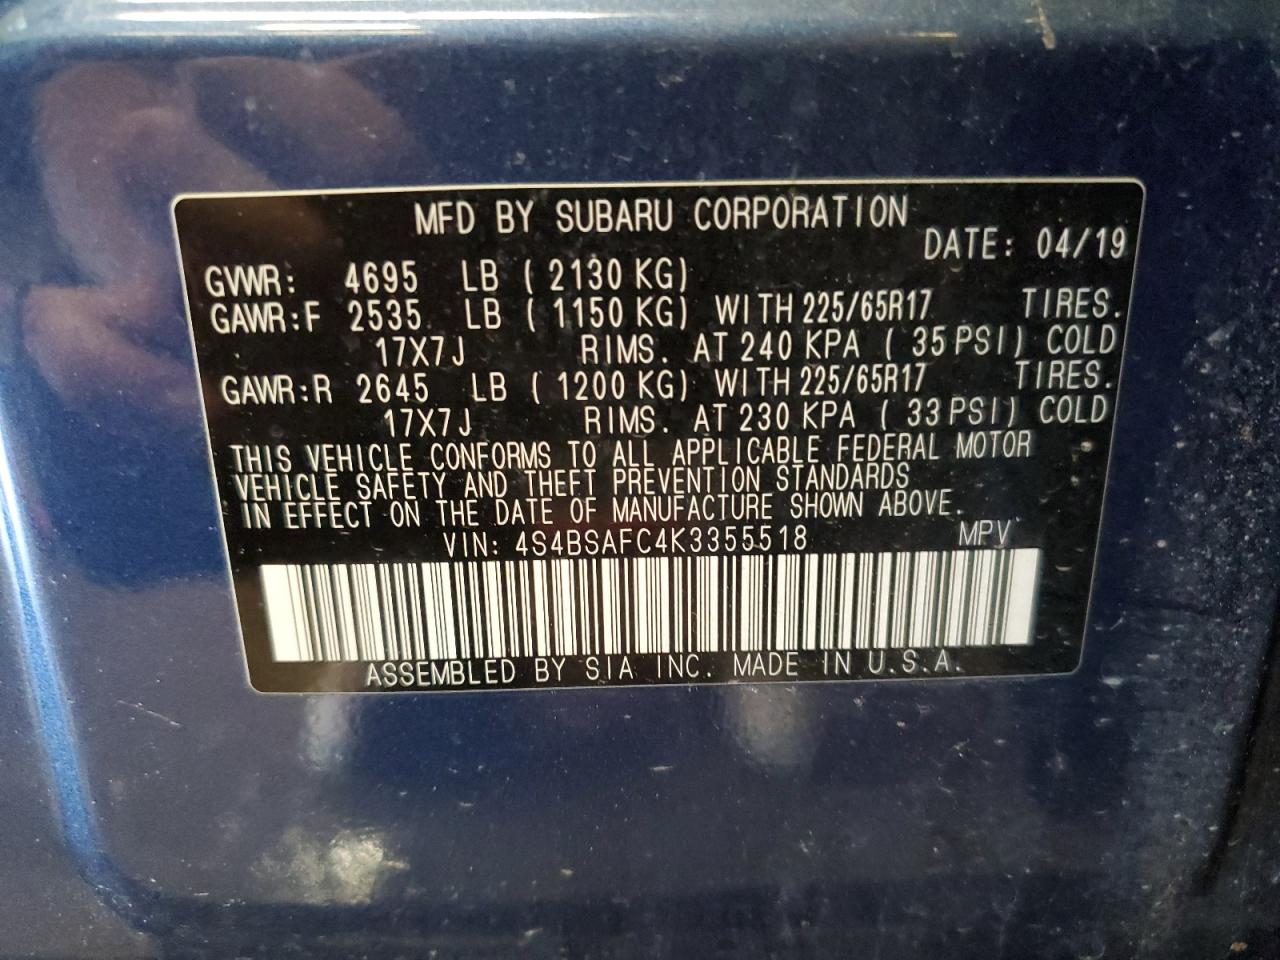 MFD BY SUBARU CORPORATION
DATE: 04/19
GVWR: 4695 LB ( 2130 KG)
GAWR:F 2535 LB ( 1150 KG) WITH 225/65R17 TIRES.
17X7J RIMS. AT 240 KPA ( 35 PSI) COLD
GAWR:R 2645 LB ( 1200 KG) WITH 225/65R17 TIRES.
17X7J RIMS. AT 230 KPA ( 33 PSI) COLD
THIS VEHICLE CONFORMS TO ALL APPLICABLE FEDERAL MOTOR
VEHICLE SAFETY AND THEFT PREVENTION STANDARDS
IN EFFECT ON THE DATE OF MANUFACTURE SHOWN ABOVE.
VIN: 4S4BSAFC4K3355518 MPV
ASSEMBLED BY SIA INC. MADE IN U.S.A.